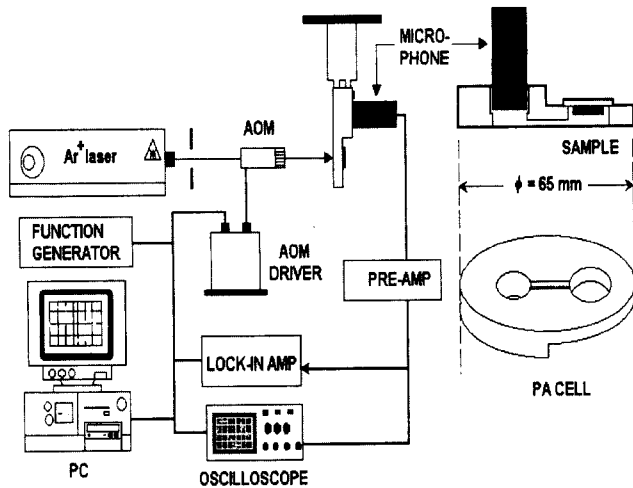 MICRO-
PHONE
AOM
Ar+ laser
SAMPLE
ϕ = 65 mm
FUNCTION
GENERATOR
AOM
DRIVER
PRE-AMP
LOCK-IN AMP
PA CELL
PC
OSCILLOSCOPE